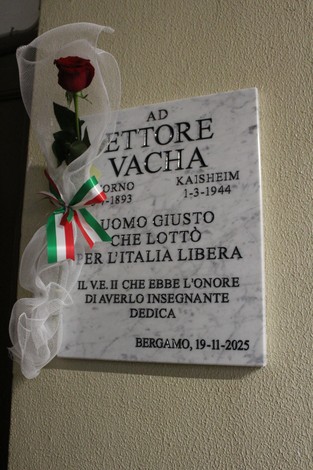 AD
ETTORE
VACHA
KAISHEIM
-1893 1-3-1944
UOMO GIUSTO
CHE LOTTÒ
PER L'ITALIA LIBERA
IL V.E. II CHE EBBE L'ONORE
DI AVERLO INSEGNANTE
DEDICA
BERGAMO, 19-11-2025